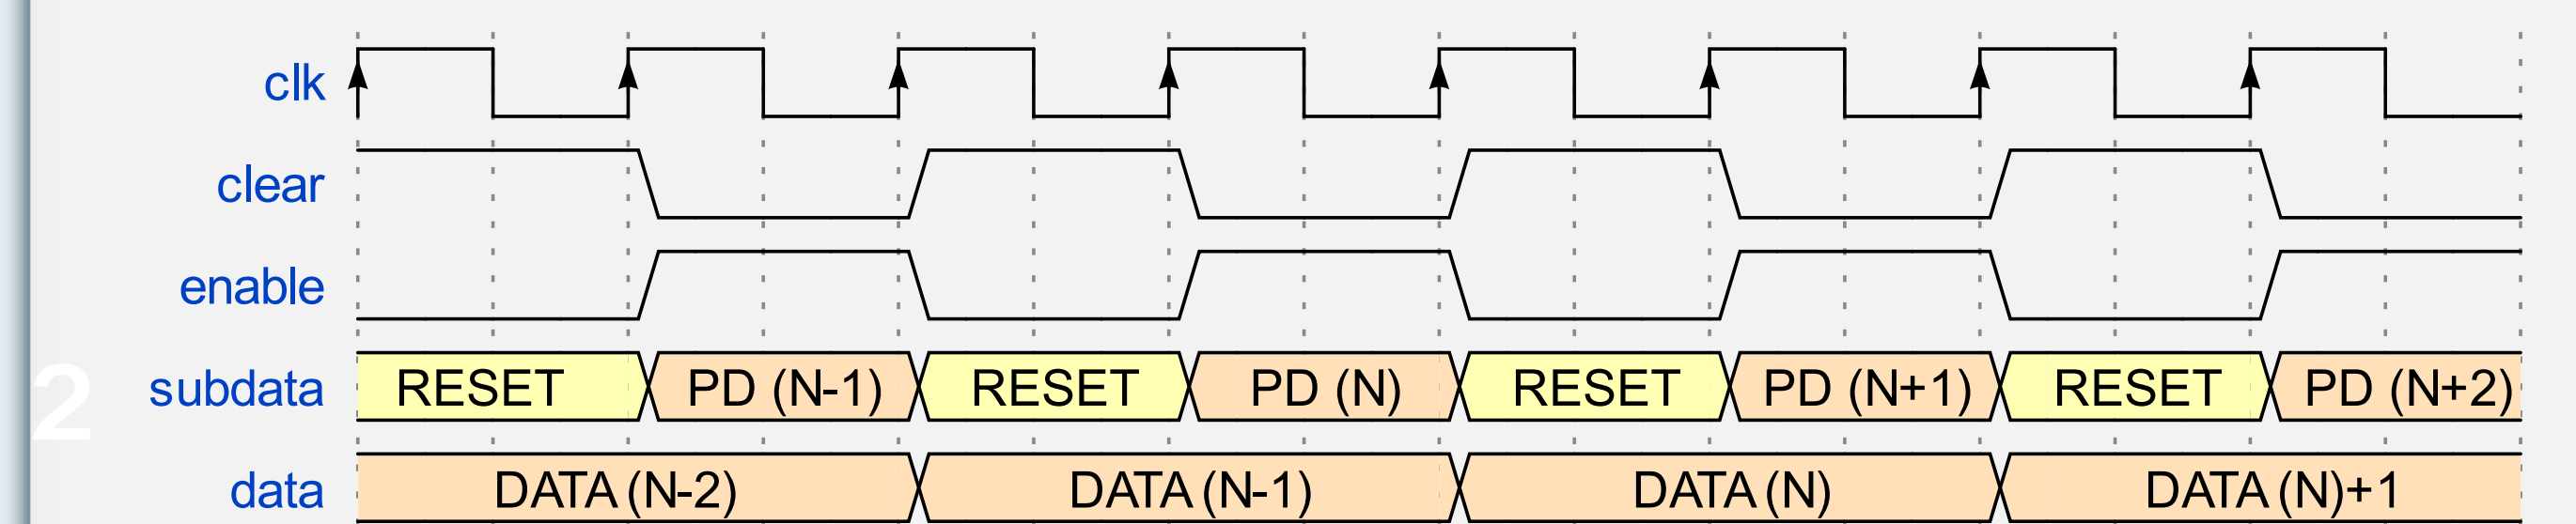 clk
clear
enable
subdata RESET PD (N-1) RESET PD (N) RESET PD (N+1) RESET PD (N+2)
2
data DATA (N-2) DATA (N-1) DATA (N) DATA (N)+1